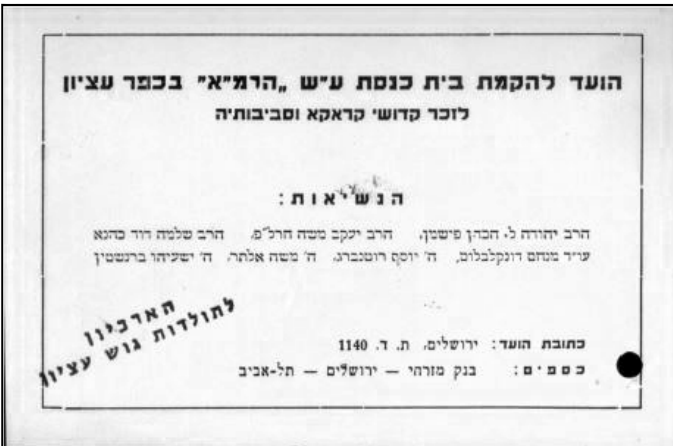 הועד להקמת בית כנסת ע״ש „הרמ״א״ בכפר עציון
לזכר קדושי קראקא וסביבותיה
הנשיאות:
הרב יהודה ל. הכהן פישמן, הרב יעקב משה חרל״פ, הרב שלמה דוד כהנא
עו״ד מנחם דונקלבלום, ה׳ יוסף רוטנברג, ה׳ משה אלתר, ה׳ ישעיהו ברנשטין
כתובת הועד: ירושלים, ת. ד. 1140
כספים: בנק מזרחי — ירושלים — תל-אביב
הארכיון
לתולדות גוש עציון